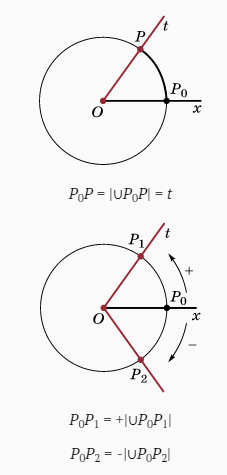 t
P
P₀
O
x
P₀P = |∪P₀P| = t
t
P₁
+
P₀
O
x
−
P₂
P₀P₁ = +|∪P₀P₁|
P₀P₂ = -|∪P₀P₂|